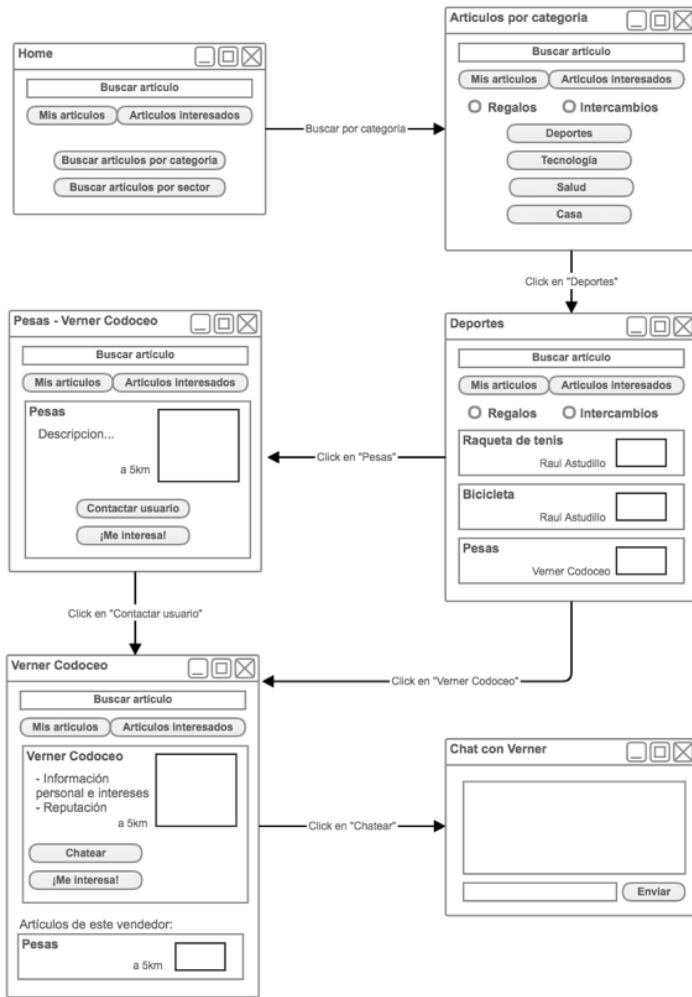 Home
Buscar artículo
Mis articulos
Articulos interesados
Buscar articulos por categoria
Buscar articulos por sector
Buscar por categoría
Articulos por categoria
Buscar artículo
Mis articulos
Articulos interesados
Regalos
Intercambios
Deportes
Tecnología
Salud
Casa
Click en "Deportes"
Deportes
Buscar artículo
Mis articulos
Articulos interesados
Regalos
Intercambios
Raqueta de tenis
Raul Astudillo
Bicicleta
Raul Astudillo
Pesas
Verner Codoceo
Click en "Pesas"
Pesas - Verner Codoceo
Buscar artículo
Mis articulos
Articulos interesados
Pesas
Descripcion...
a 5km
Contactar usuario
¡Me interesa!
Click en "Contactar usuario"
Click en "Verner Codoceo"
Verner Codoceo
Buscar artículo
Mis articulos
Articulos interesados
Verner Codoceo
- Información
personal e intereses
- Reputación
a 5km
Chatear
¡Me interesa!
Artículos de este vendedor:
Pesas
a 5km
Click en "Chatear"
Chat con Verner
Enviar